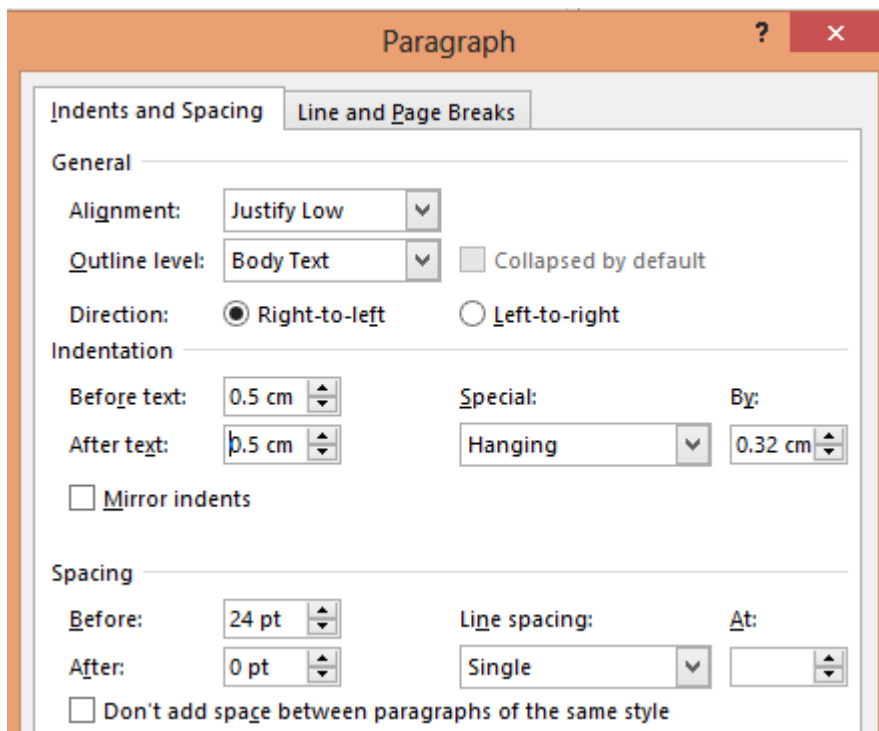 Paragraph ?
Indents and Spacing Line and Page Breaks
General
Alignment: Justify Low
Outline level: Body Text Collapsed by default
Direction: Right-to-left Left-to-right
Indentation
Before text: 0.5 cm Special: By:
After text: 0.5 cm Hanging 0.32 cm
Mirror indents
Spacing
Before: 24 pt Line spacing: At:
After: 0 pt Single
Don't add space between paragraphs of the same style